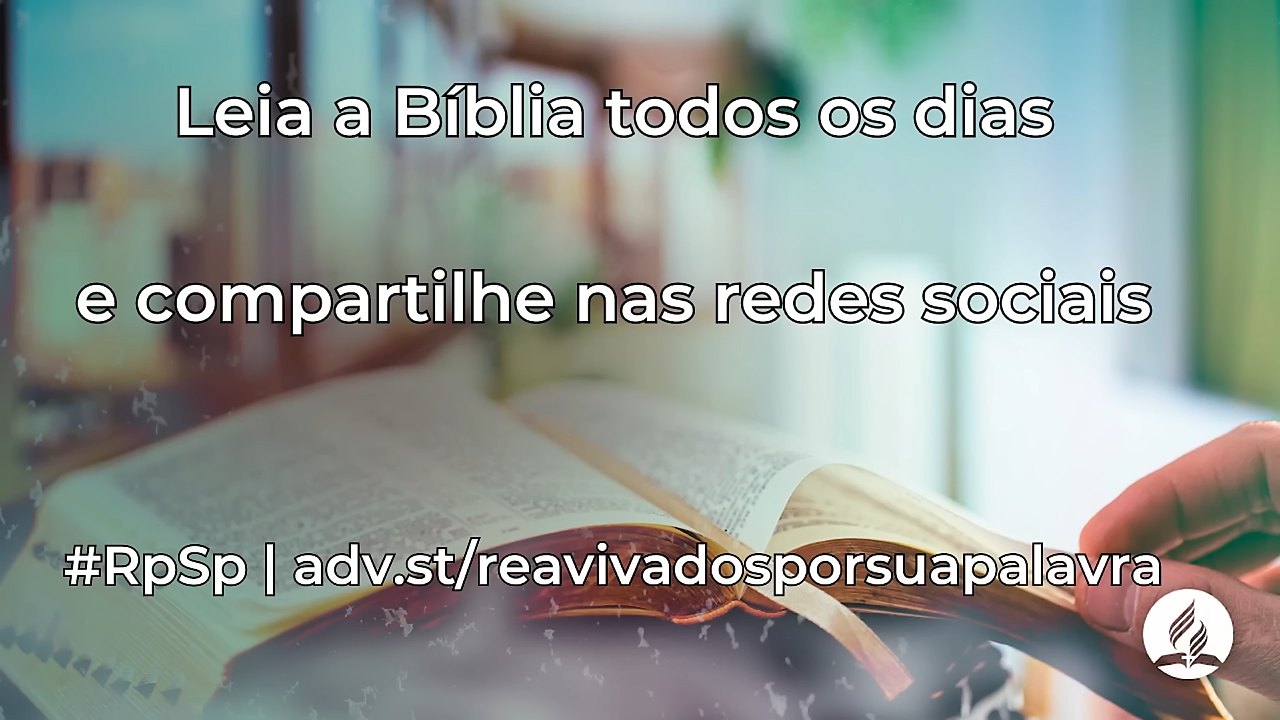 Leia a Bíblia todos os dias
e compartilhe nas redes sociais
#RpSp | adv.st/reavivadosporsuapalavra